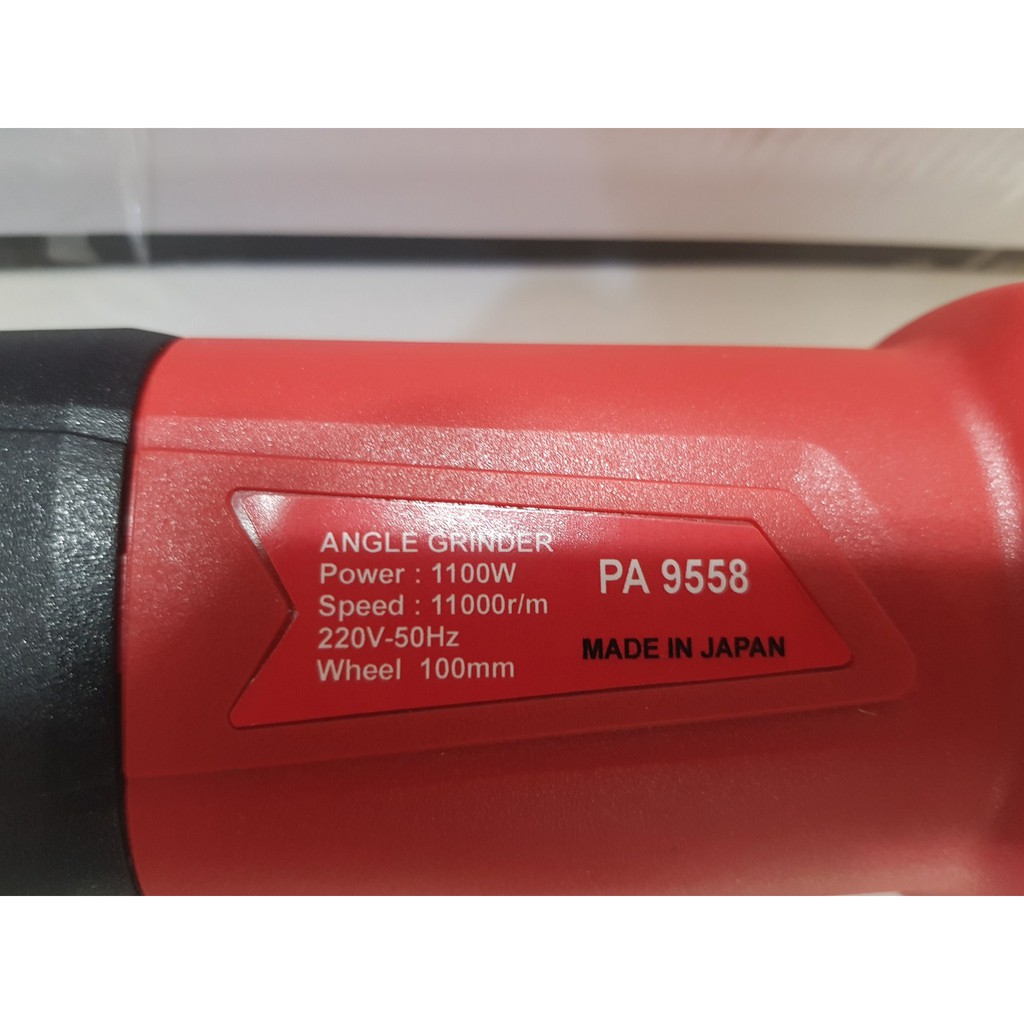 ANGLE GRINDER
Power : 1100W
Speed : 11000r/m
220V-50Hz
Wheel 100mm
PA 9558
MADE IN JAPAN